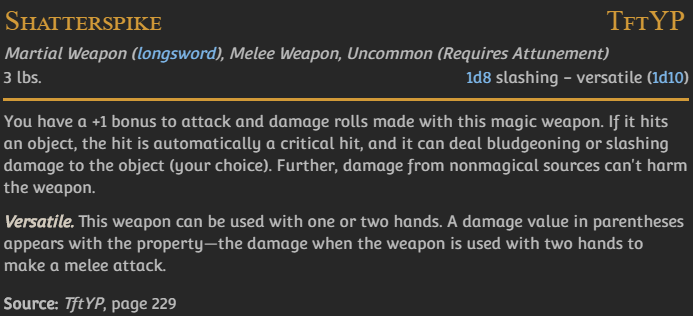 Shatterspike TftYP
Martial Weapon (longsword), Melee Weapon, Uncommon (Requires Attunement)
3 lbs. 1d8 slashing - versatile (1d10)
You have a +1 bonus to attack and damage rolls made with this magic weapon. If it hits
an object, the hit is automatically a critical hit, and it can deal bludgeoning or slashing
damage to the object (your choice). Further, damage from nonmagical sources can't harm
the weapon.
Versatile. This weapon can be used with one or two hands. A damage value in parentheses
appears with the property—the damage when the weapon is used with two hands to
make a melee attack.
Source: TftYP, page 229